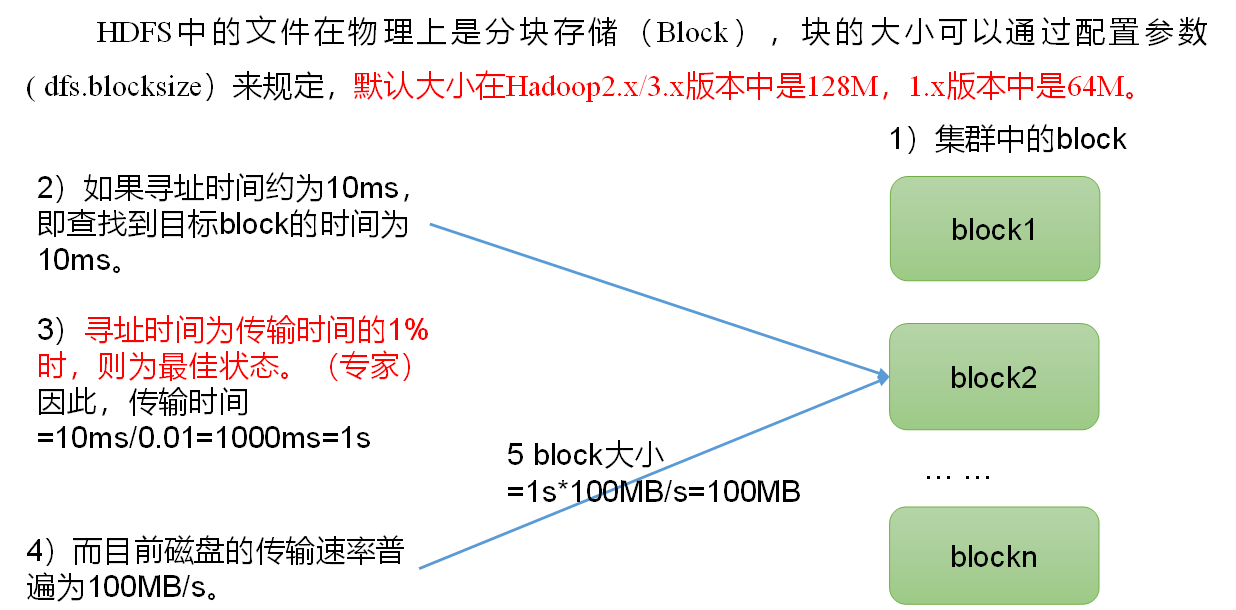 HDFS中的文件在物理上是分块存储（Block），块的大小可以通过配置参数
( dfs.blocksize）来规定，默认大小在Hadoop2.x/3.x版本中是128M，1.x版本中是64M。
1）集群中的block
2）如果寻址时间约为10ms，
即查找到目标block的时间为
10ms。
block1
3）寻址时间为传输时间的1%
时，则为最佳状态。（专家）
因此，传输时间
=10ms/0.01=1000ms=1s
block2
5 block大小
=1s*100MB/s=100MB
… …
4）而目前磁盘的传输速率普
遍为100MB/s。
blockn